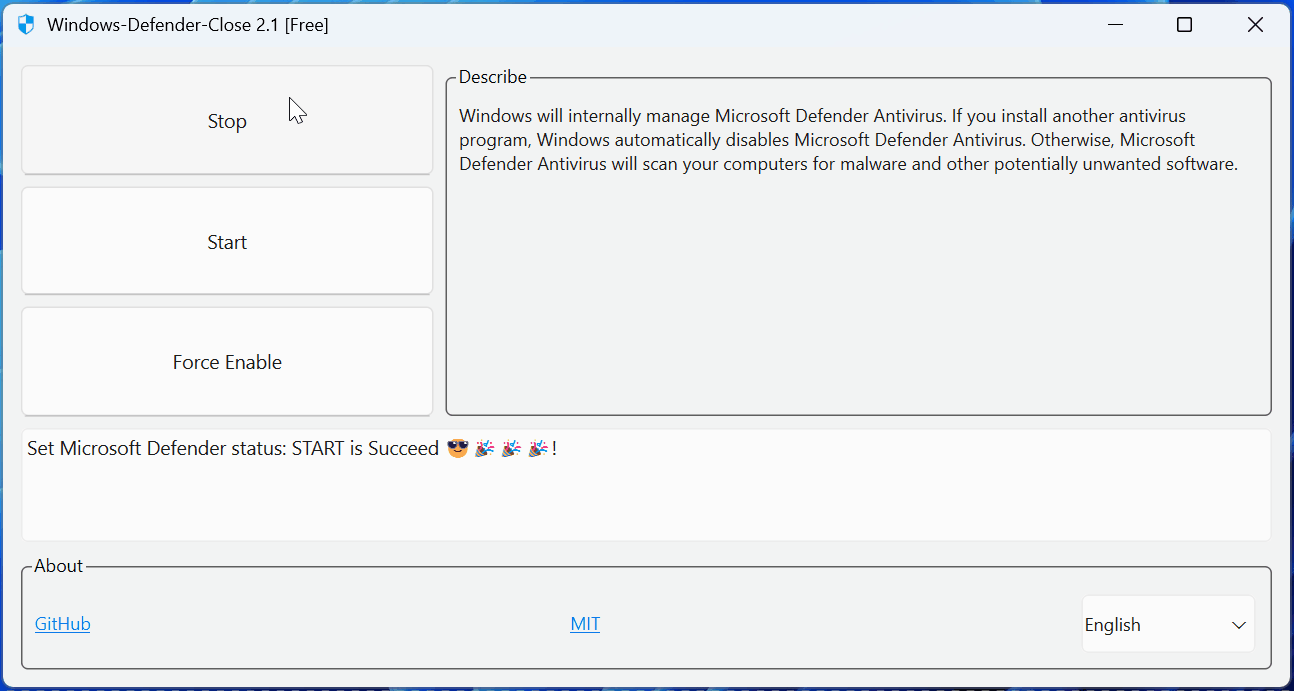 Windows-Defender-Close 2.1 [Free]
Stop
Start
Force Enable
Describe
Windows will internally manage Microsoft Defender Antivirus. If you install another antivirus
program, Windows automatically disables Microsoft Defender Antivirus. Otherwise, Microsoft
Defender Antivirus will scan your computers for malware and other potentially unwanted software.
Set Microsoft Defender status: START is Succeed 😎🎉🎉🎉!
About
GitHub
MIT
English